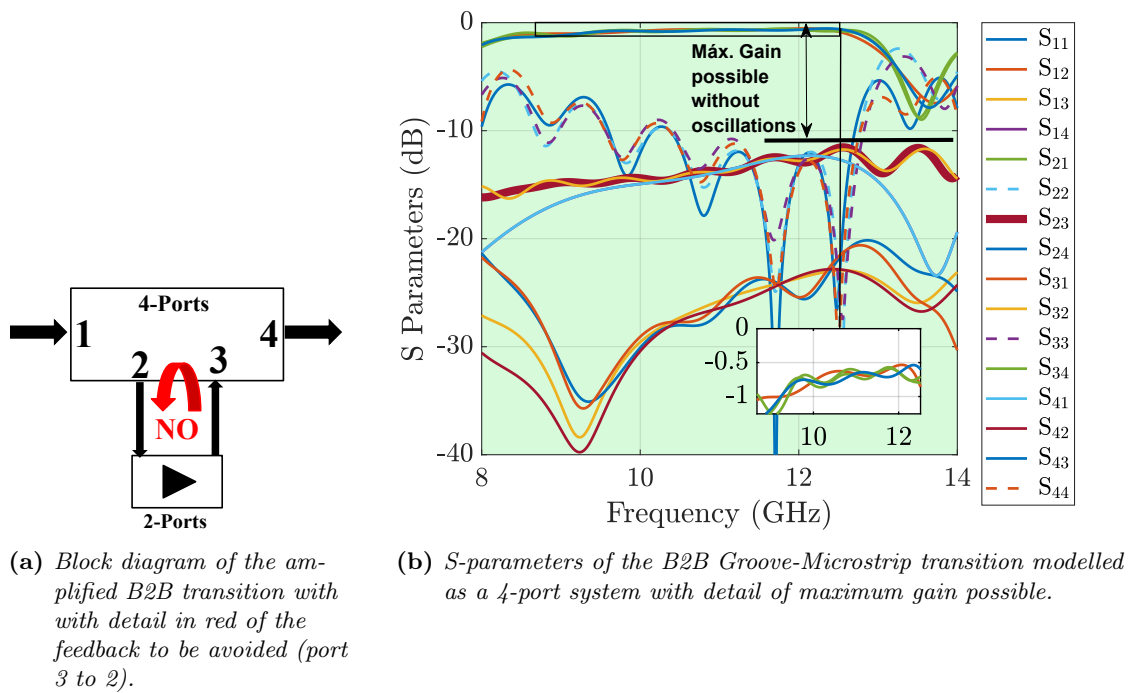 4-Ports
1
2
3
4
NO
2-Ports
(a) Block diagram of the am-
plified B2B transition with
with detail in red of the
feedback to be avoided (port
3 to 2).
S Parameters (dB)
0
-10
-20
-30
-40
8
10
12
14
Frequency (GHz)
Máx. Gain
possible
without
oscillations
0
-0.5
-1
10
12
S11
S12
S13
S14
S21
S22
S23
S24
S31
S32
S33
S34
S41
S42
S43
S44
(b) S-parameters of the B2B Groove-Microstrip transition modelled
as a 4-port system with detail of maximum gain possible.